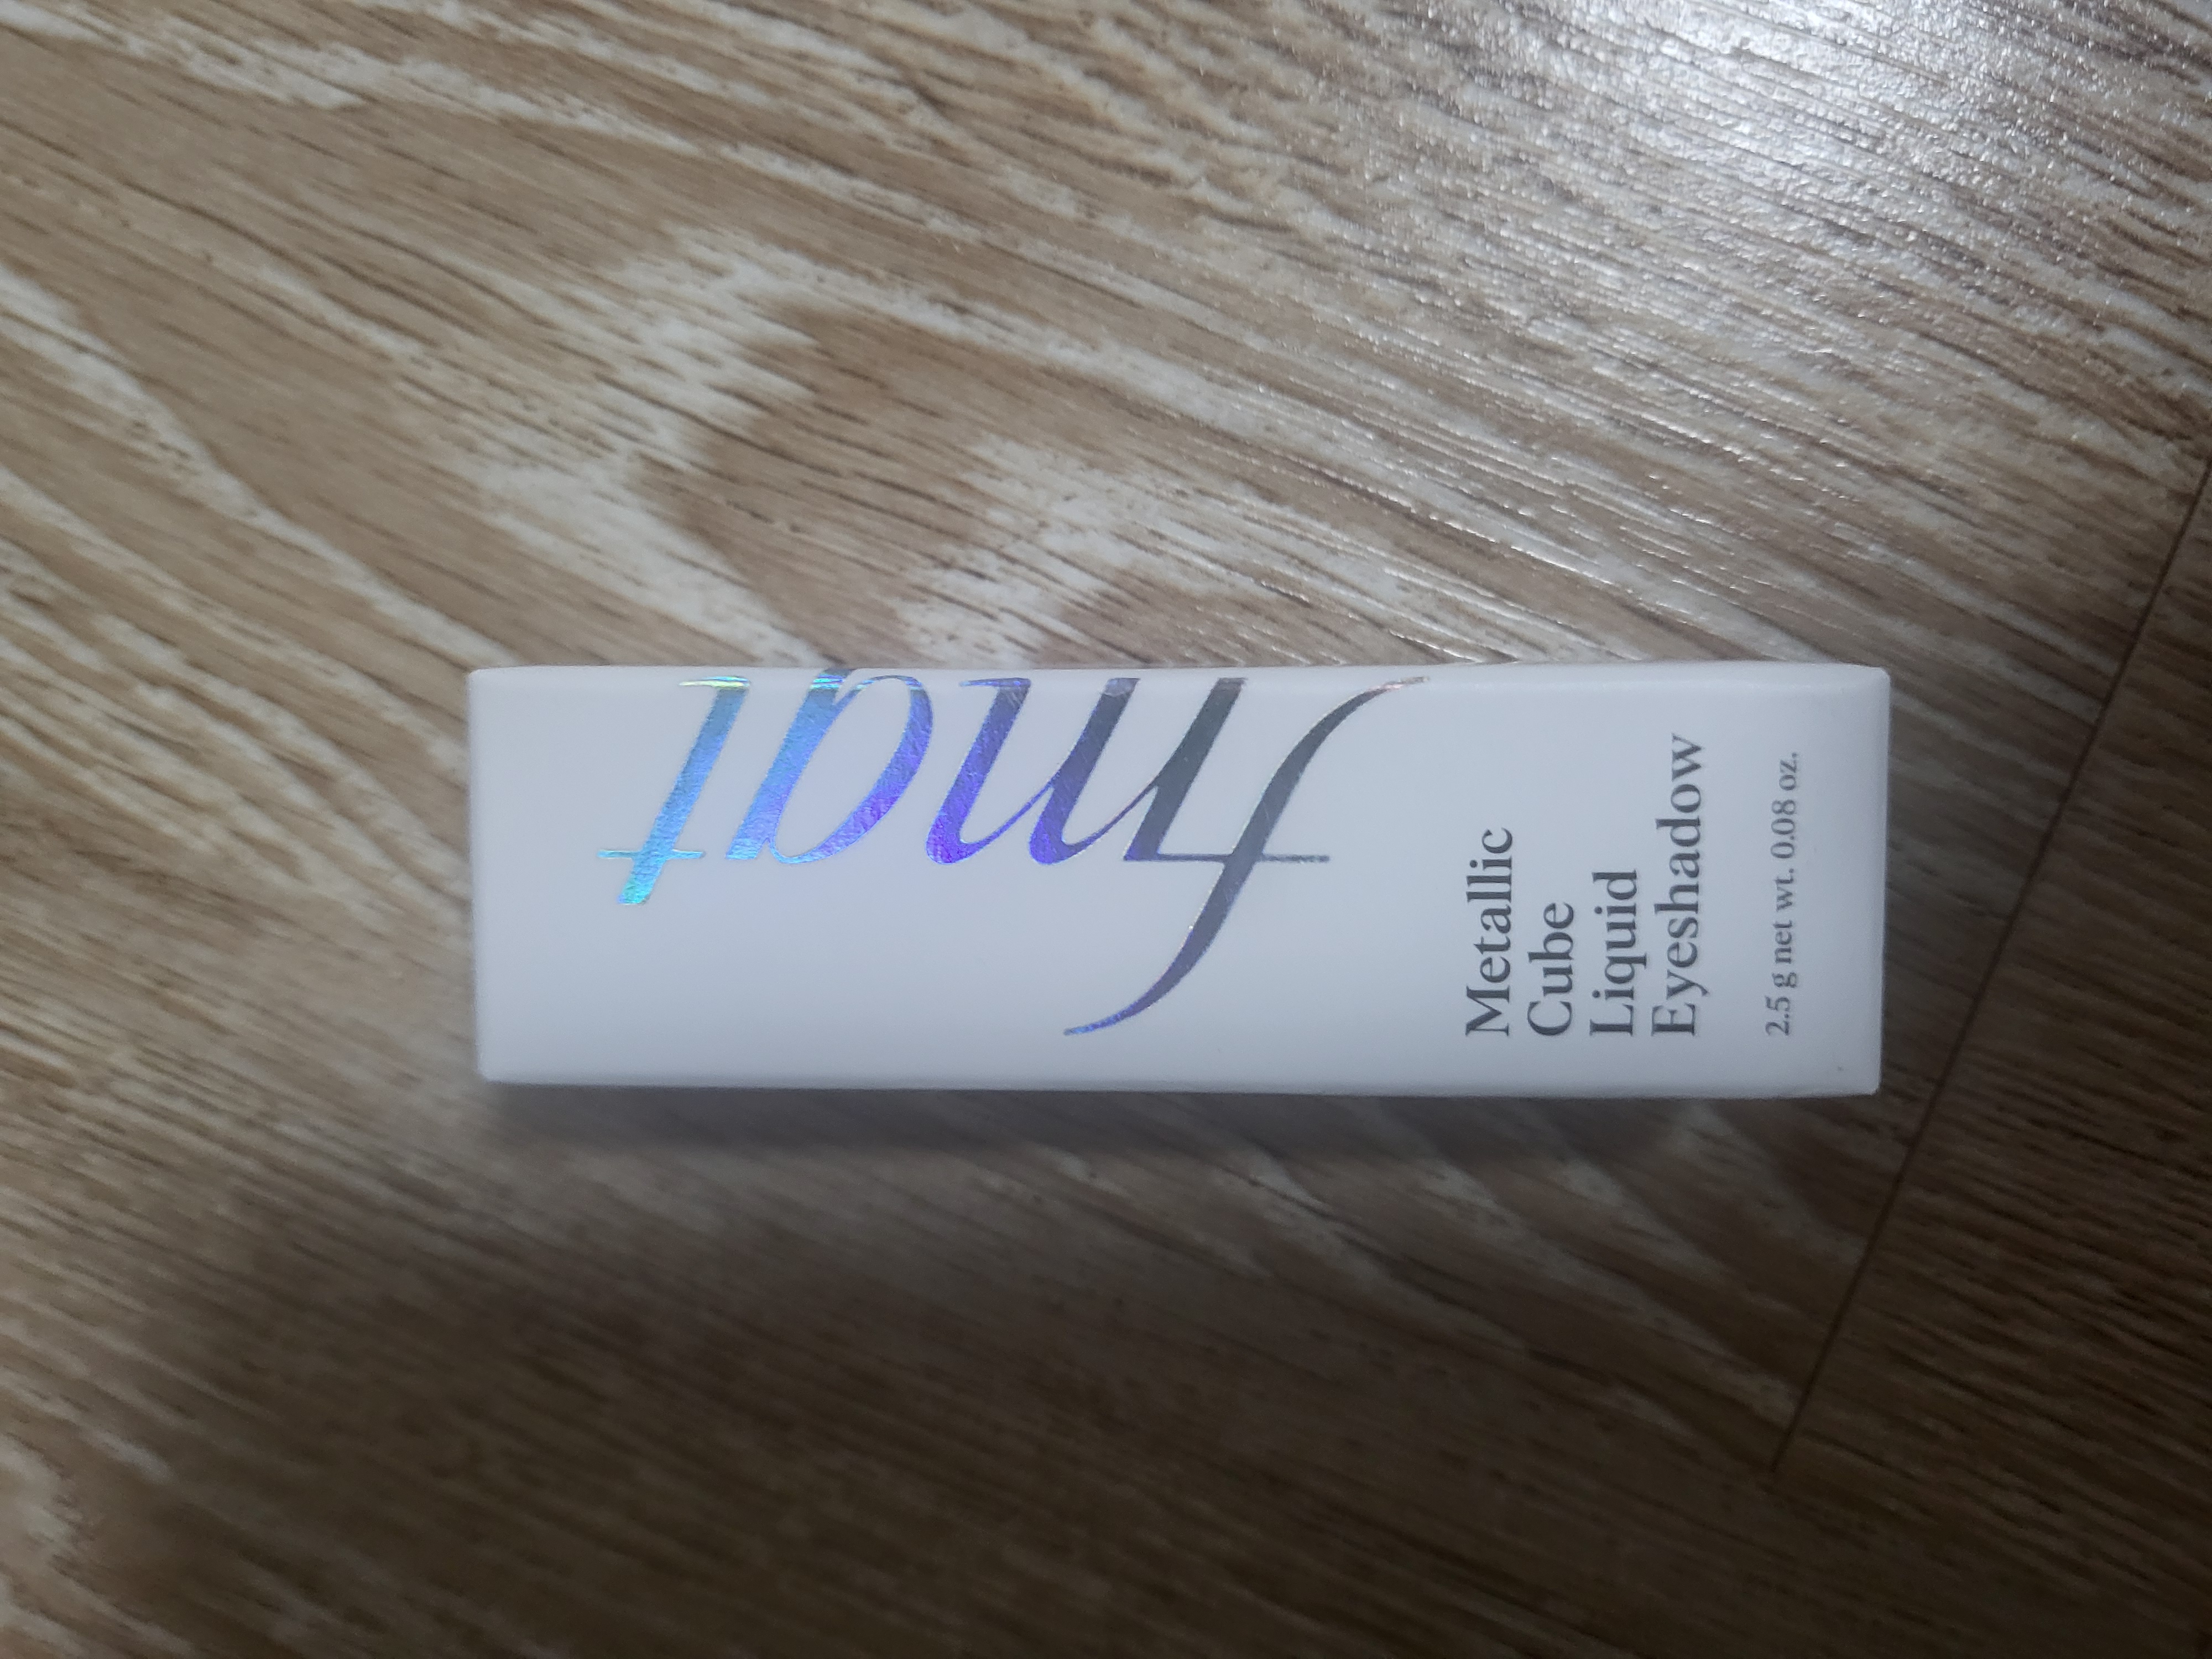 fmgt
Metallic
Cube
Liquid
Eyeshadow
2.5 g net wt. 0.08 oz.